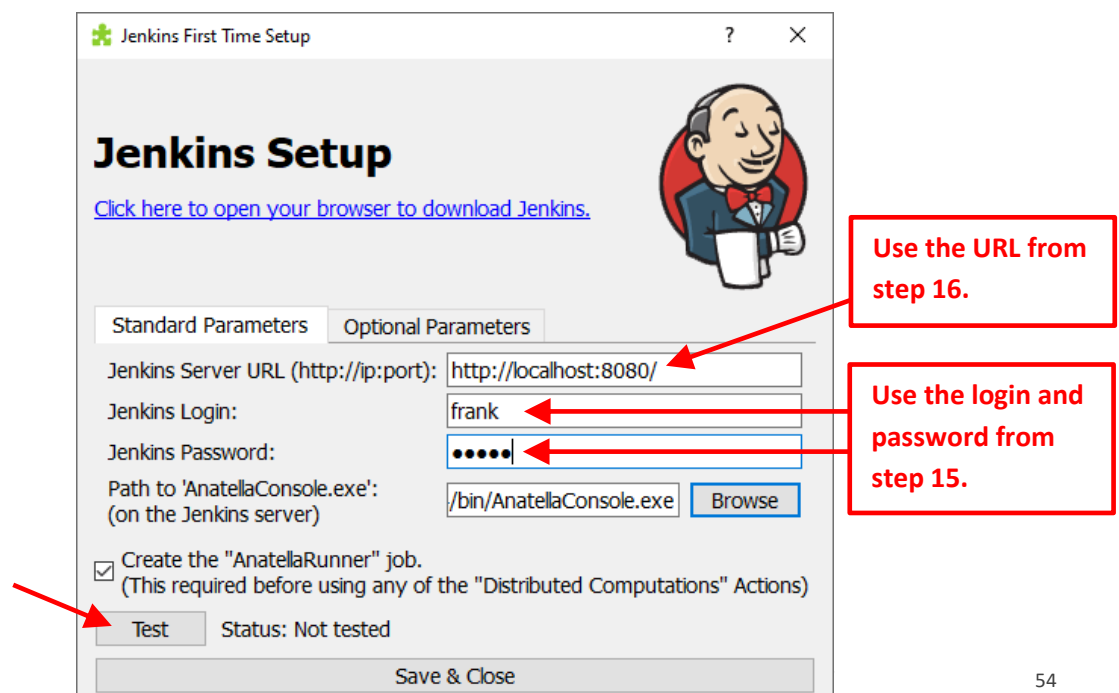 Jenkins First Time Setup
?
Jenkins Setup
Click here to open your browser to download Jenkins.
Use the URL from
step 16.
Standard Parameters
Optional Parameters
Jenkins Server URL (http://ip:port):
http://localhost:8080/
Jenkins Login:
frank
Use the login and
password from
step 15.
Jenkins Password:
●●●●●
Path to 'AnatellaConsole.exe':
(on the Jenkins server)
/bin/AnatellaConsole.exe
Browse
Create the "AnatellaRunner" job.
(This required before using any of the "Distributed Computations" Actions)
Test
Status: Not tested
Save & Close
54